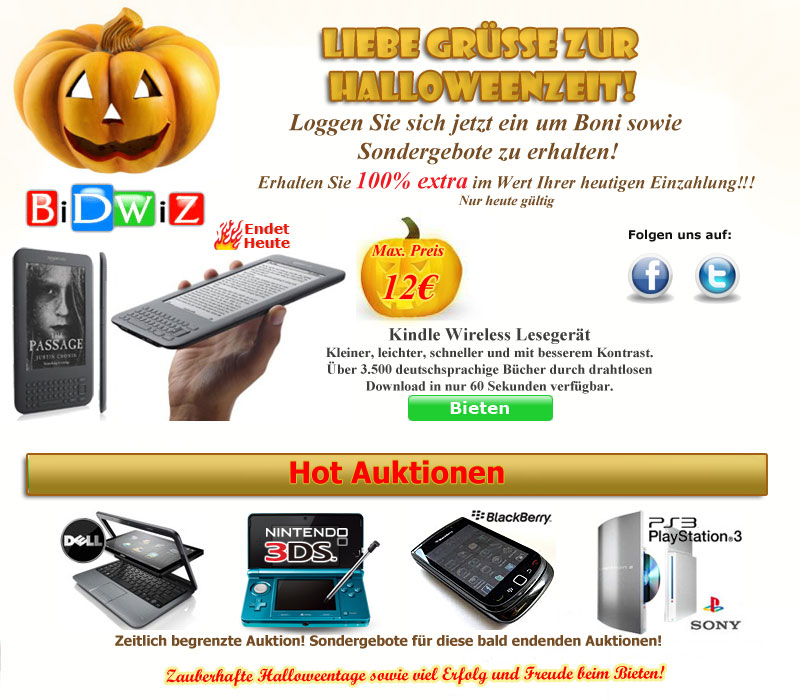 LIEBE GRÜSSE ZUR
HALLOWEENZEIT!
Loggen Sie sich jetzt ein um Boni sowie
Sondergebote zu erhalten!
Erhalten Sie 100% extra im Wert Ihrer heutigen Einzahlung!!!
Nur heute gültig
BiDWiZ
Endet
Heute
Max. Preis
12€
Folgen uns auf:
THE
PASSAGE
JUSTIN CRONIN
Kindle Wireless Lesegerät
Kleiner, leichter, schneller und mit besserem Kontrast.
Über 3.500 deutschsprachige Bücher durch drahtlosen
Download in nur 60 Sekunden verfügbar.
Bieten
Hot Auktionen
DELL
NINTENDO
3DS
BlackBerry
PS3
PlayStation®3
SONY
Zeitlich begrenzte Auktion! Sondergebote für diese bald endenden Auktionen!
Zauberhafte Halloweentage sowie viel Erfolg und Freude beim Bieten!